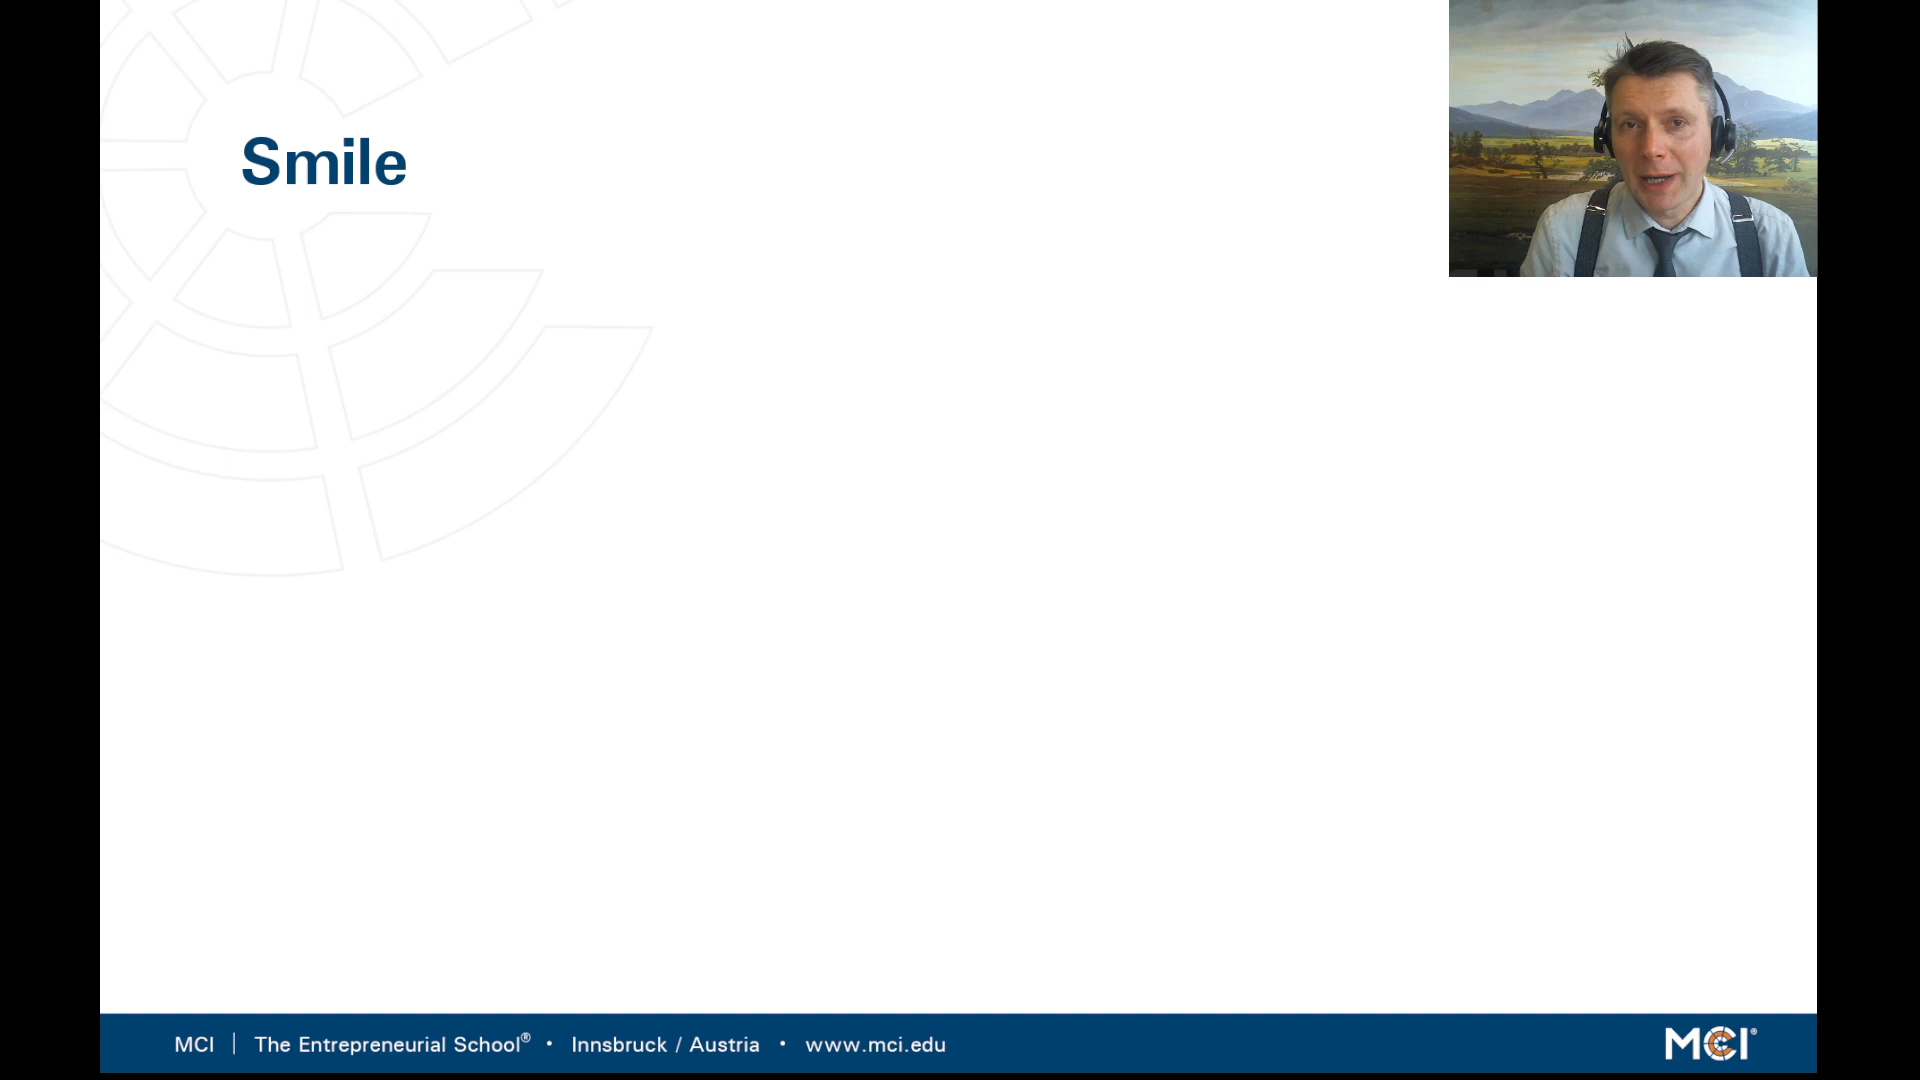 Smile
MCI | The Entrepreneurial School® • Innsbruck / Austria • www.mci.edu
MCI®